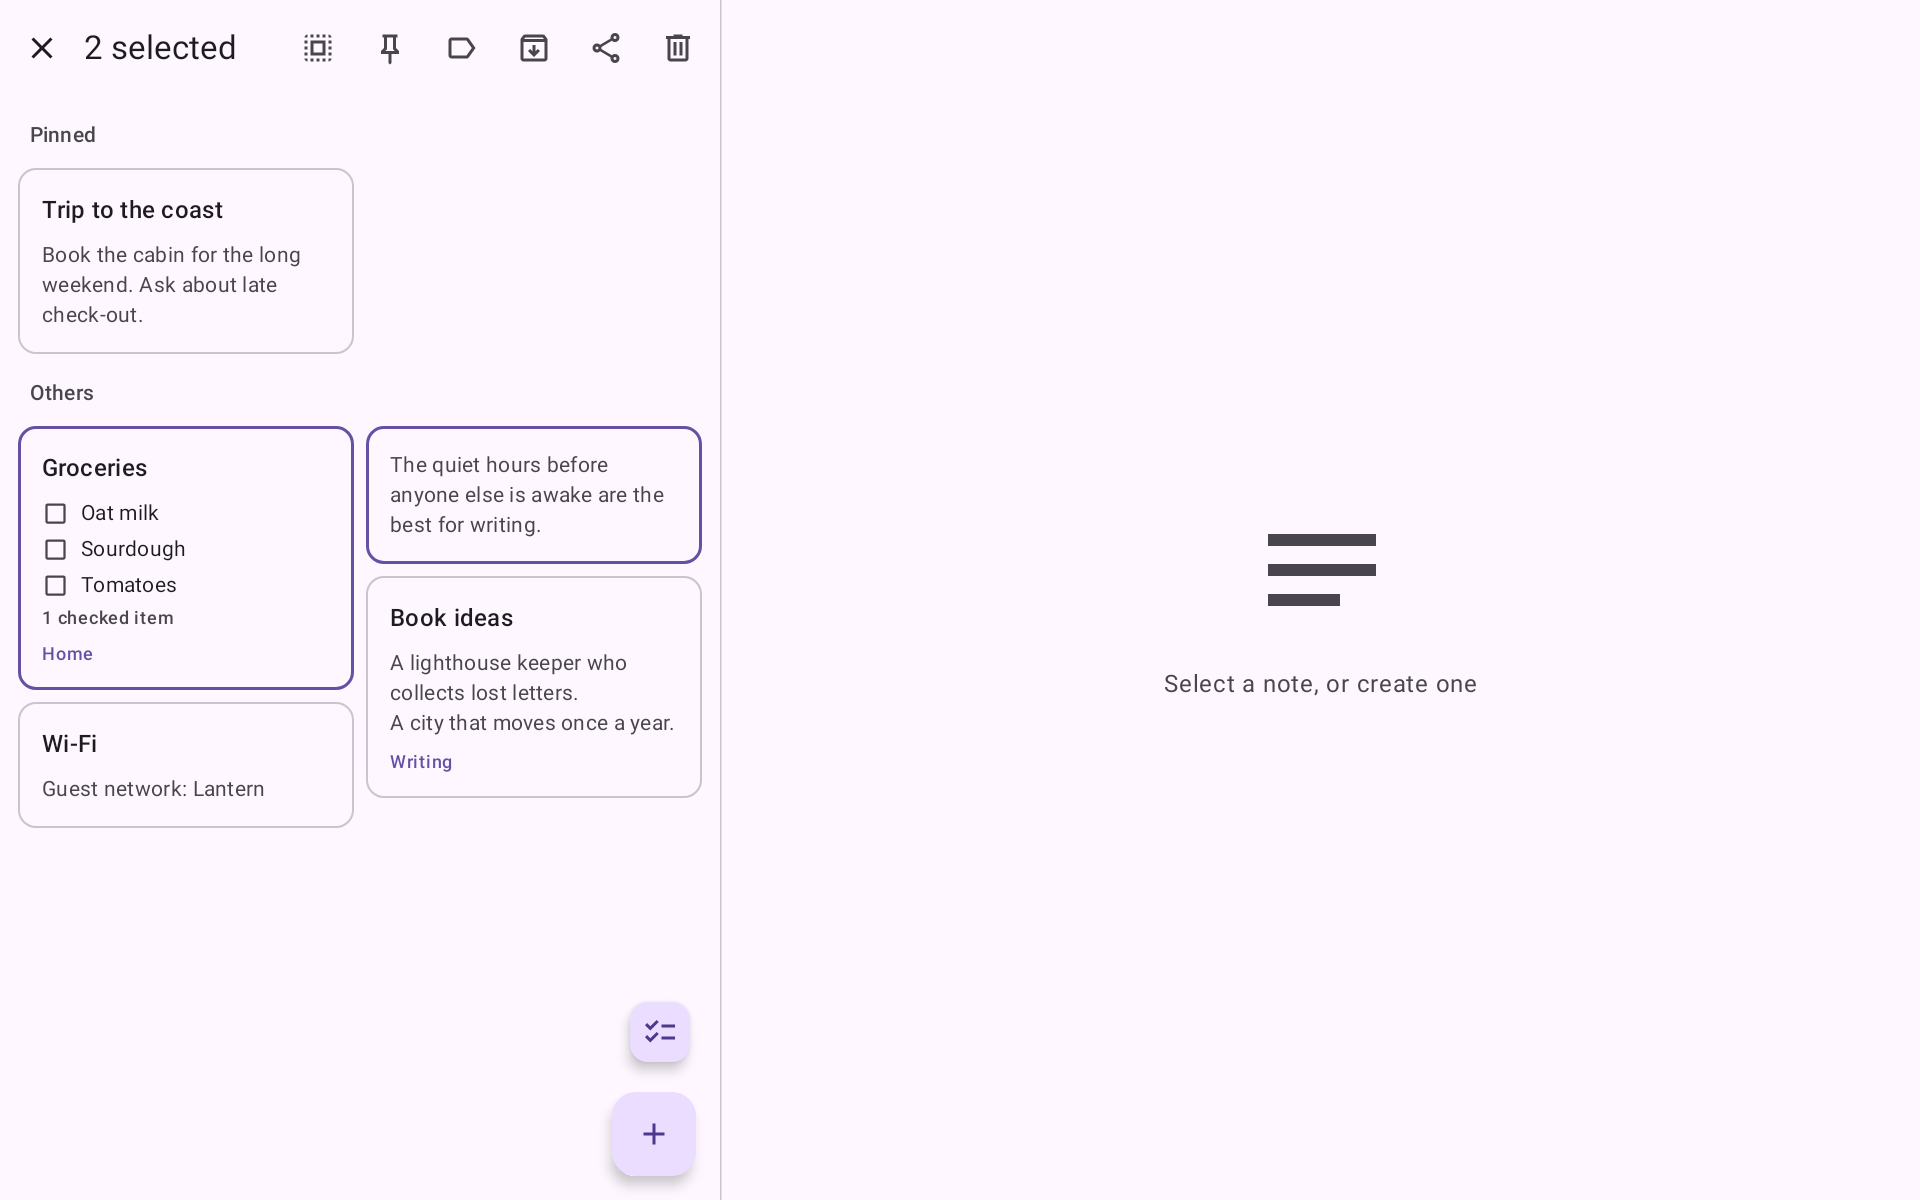 2 selected
Pinned
Trip to the coast
Book the cabin for the long
weekend. Ask about late
check-out.
Others
Groceries
Oat milk
Sourdough
Tomatoes
1 checked item
Home
The quiet hours before
anyone else is awake are the
best for writing.
Book ideas
A lighthouse keeper who
collects lost letters.
A city that moves once a year.
Writing
Wi-Fi
Guest network: Lantern
Select a note, or create one